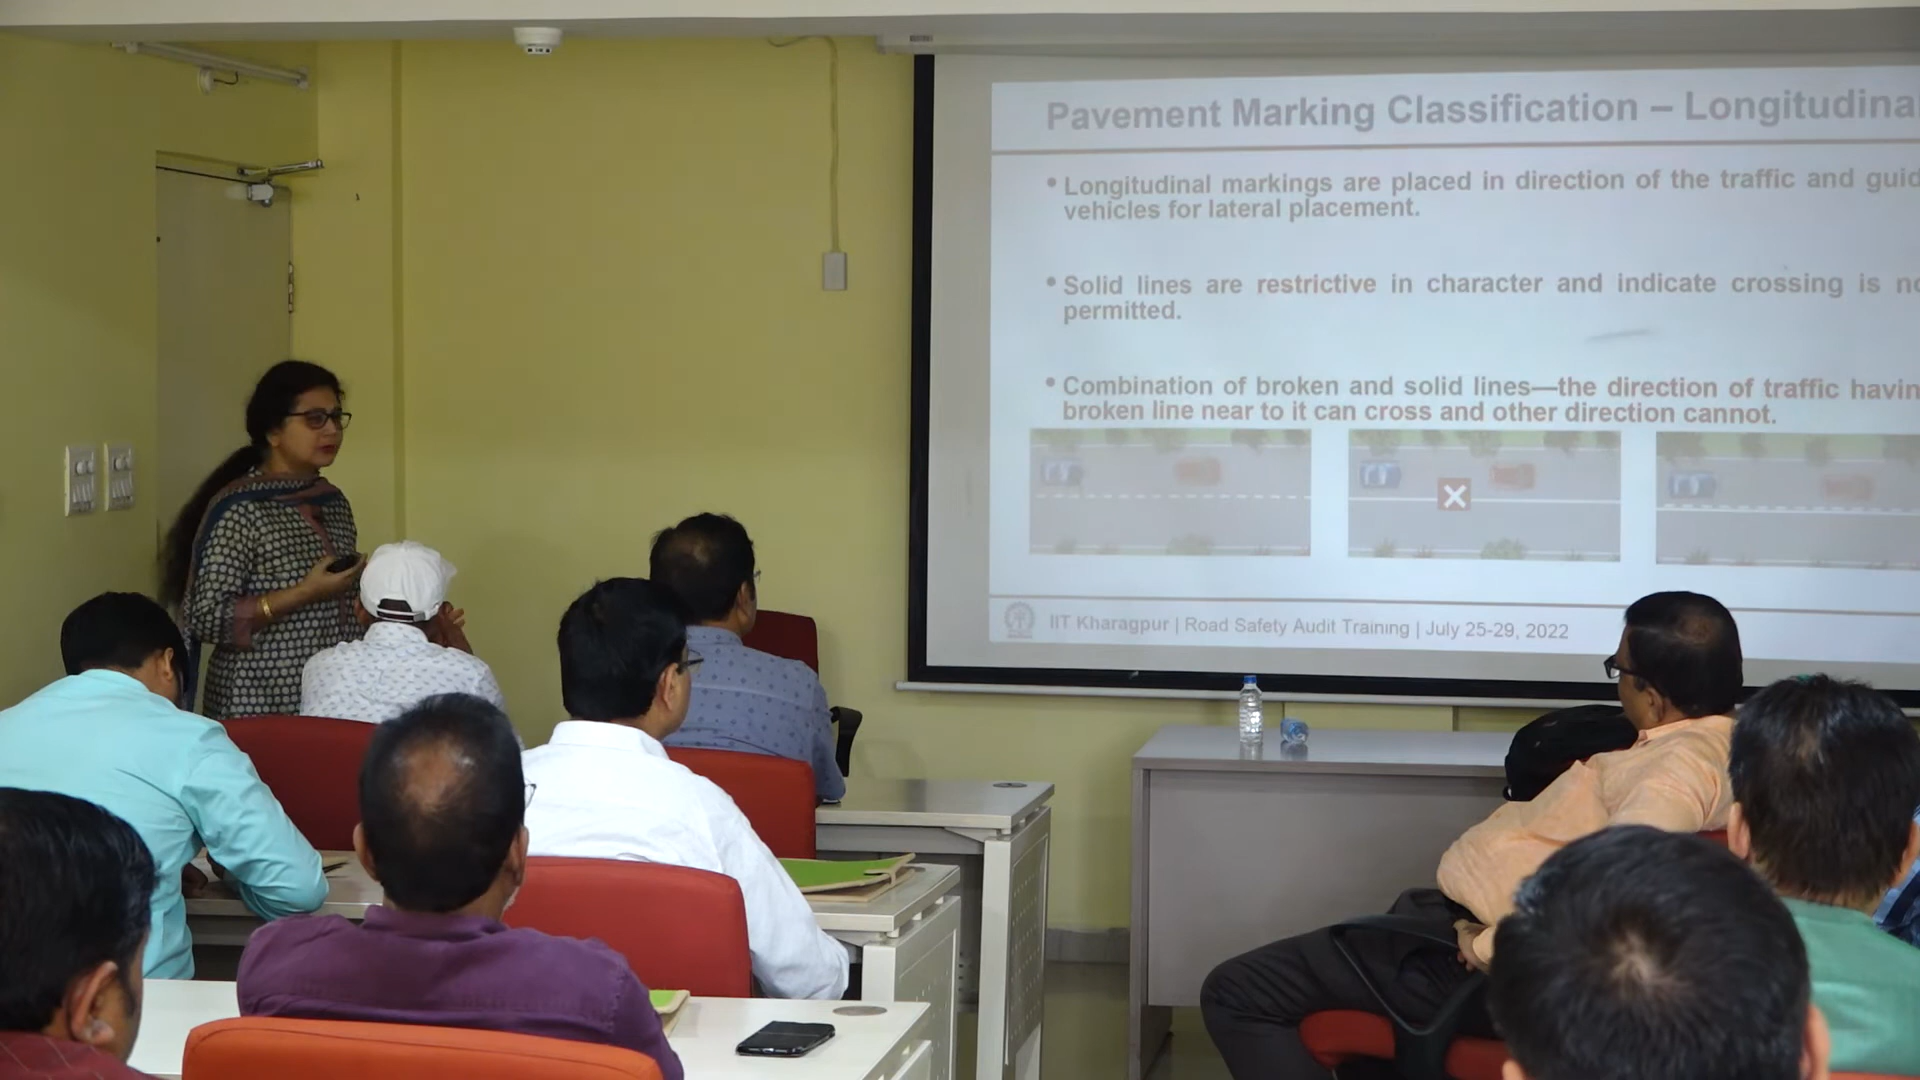 Pavement Marking Classification – Longitudina
• Longitudinal markings are placed in direction of the traffic and guid
vehicles for lateral placement.
• Solid lines are restrictive in character and indicate crossing is no
permitted.
• Combination of broken and solid lines—the direction of traffic havin
broken line near to it can cross and other direction cannot.
IIT Kharagpur | Road Safety Audit Training | July 25-29, 2022